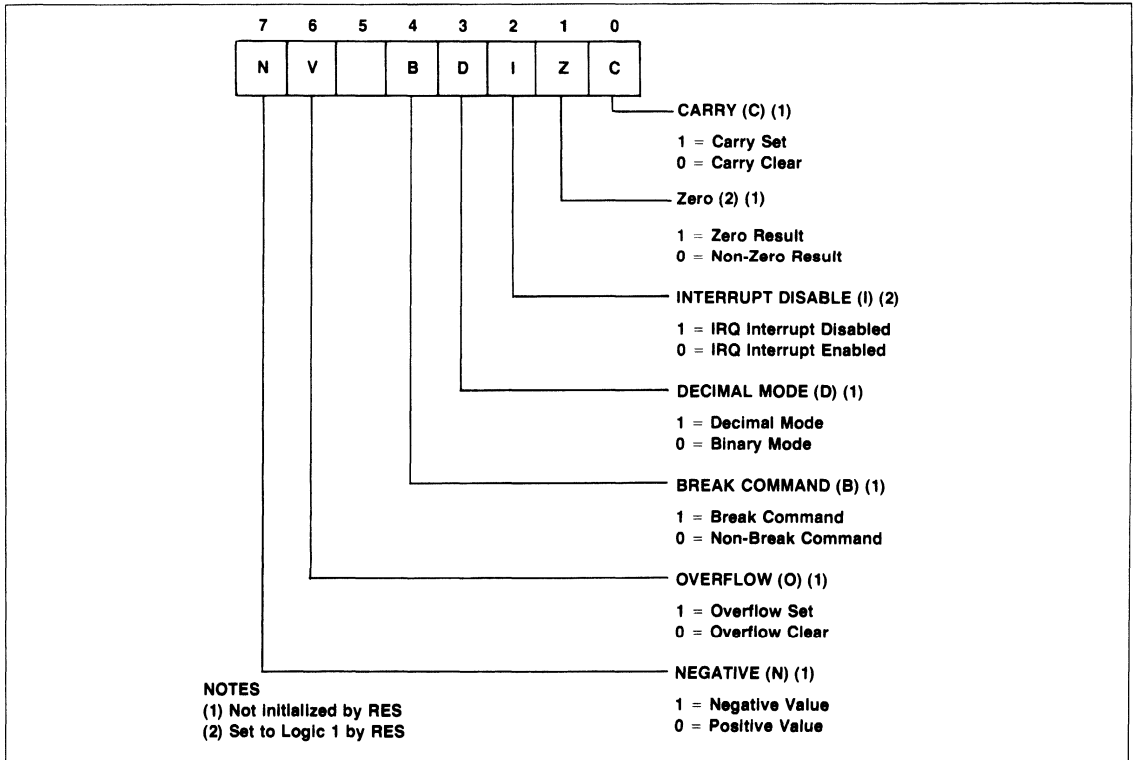 7 6 5 4 3 2 1 0
N V B D I Z C
CARRY (C) (1)
1 = Carry Set
0 = Carry Clear
Zero (2) (1)
1 = Zero Result
0 = Non-Zero Result
INTERRUPT DISABLE (I) (2)
1 = IRQ Interrupt Disabled
0 = IRQ Interrupt Enabled
DECIMAL MODE (D) (1)
1 = Decimal Mode
0 = Binary Mode
BREAK COMMAND (B) (1)
1 = Break Command
0 = Non-Break Command
OVERFLOW (O) (1)
1 = Overflow Set
0 = Overflow Clear
NEGATIVE (N) (1)
1 = Negative Value
0 = Positive Value
NOTES
(1) Not initialized by RES
(2) Set to Logic 1 by RES